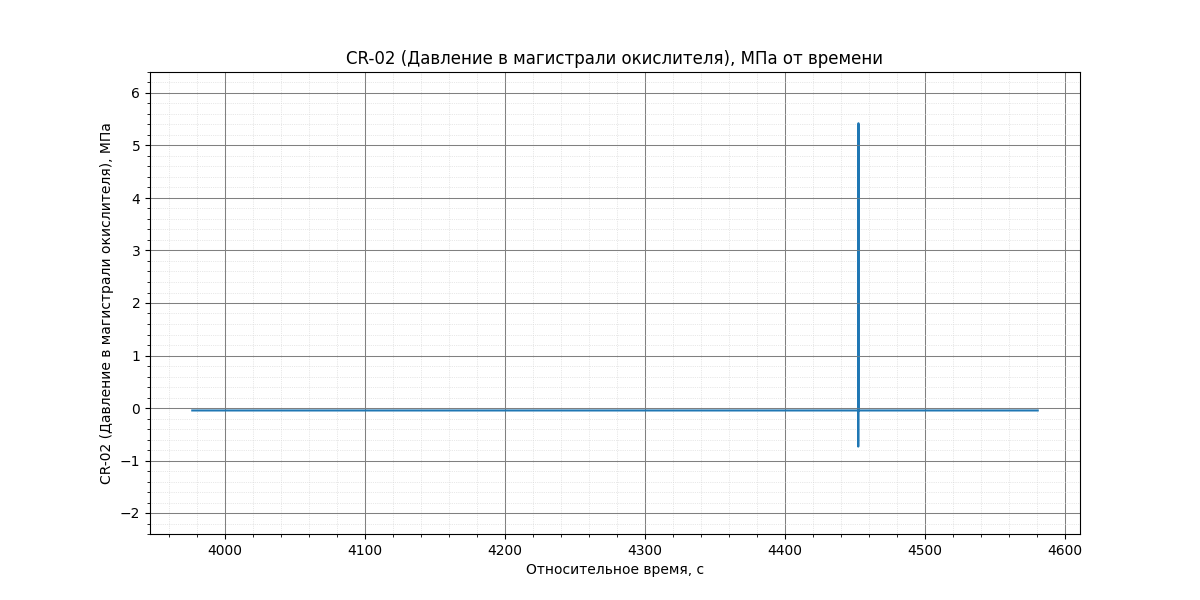 CR-02 (Давление в магистрали окислителя), МПа от времени
CR-02 (Давление в магистрали окислителя), МПа
6
5
4
3
2
1
0
−1
−2
4000 4100 4200 4300 4400 4500 4600
Относительное время, с